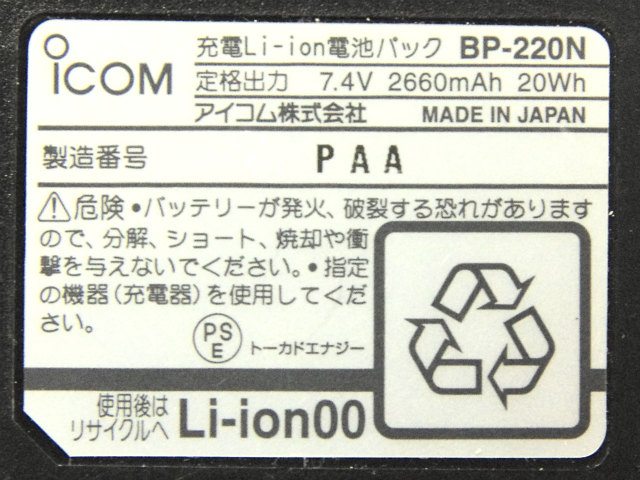 ICOM
充電Li-ion電池パック BP-220N
定格出力 7.4V 2660mAh 20Wh
アイコム株式会社 MADE IN JAPAN
製造番号 PAA
⚠危険・バッテリーが発火、破裂する恐れがあります
ので、分解、ショート、焼却や衝
撃を与えないでください。・指定
の機器(充電器)を使用してくだ
さい。
PS
E
トーカドエナジー
使用後は
リサイクルへ
Li-ion00